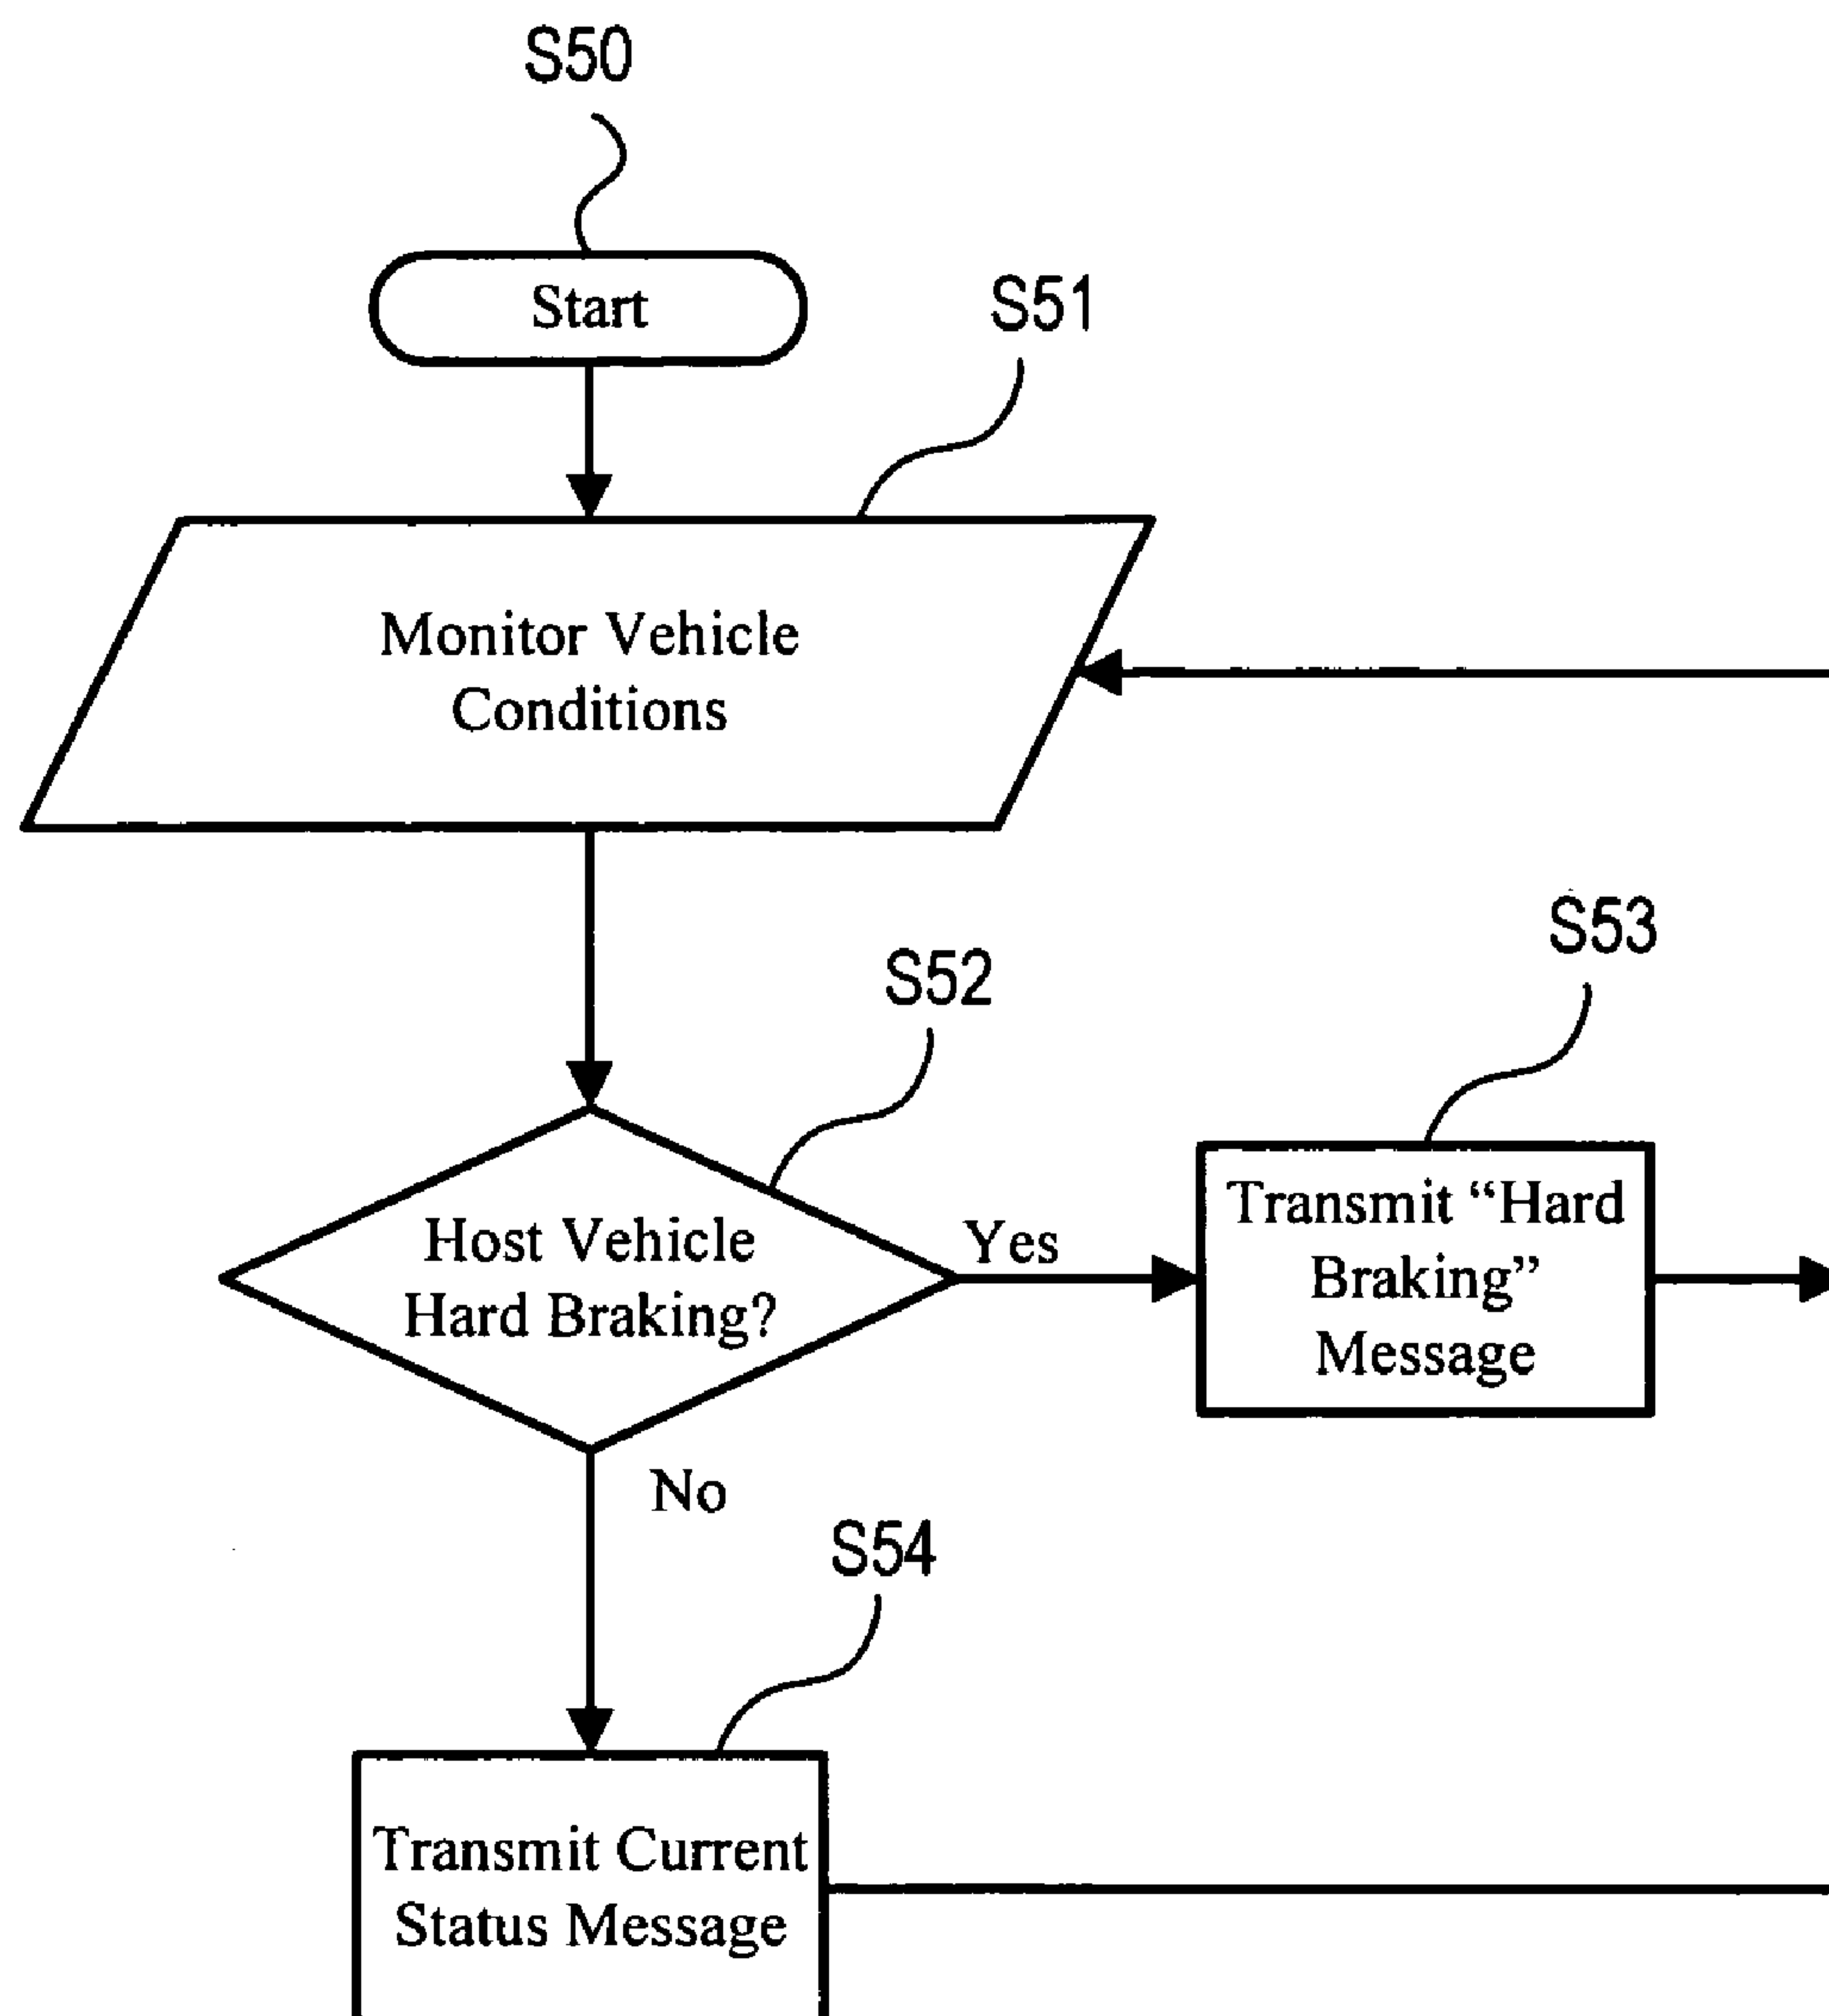 S50
Start
S51
Monitor Vehicle
Conditions
S52
Host Vehicle
Hard Braking?
Yes
S53
Transmit “Hard
Braking”
Message
No
S54
Transmit Current
Status Message